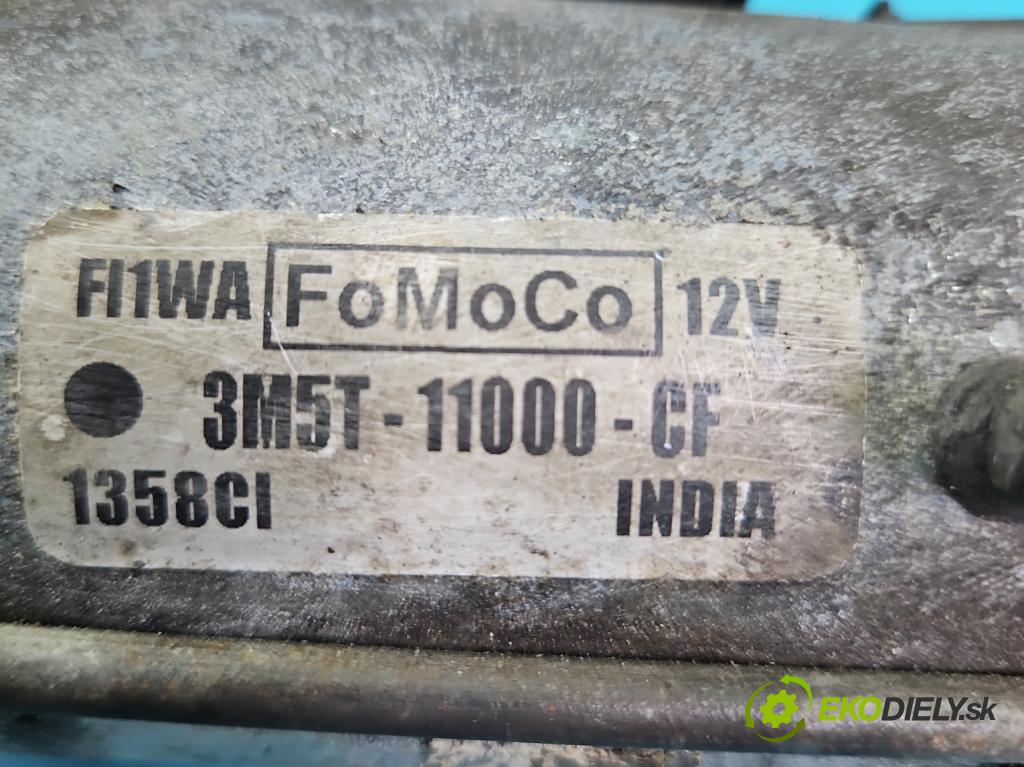 FI1WA FoMoCo 12V
3M5T - 11000 - CF
1358CI INDIA
EKODIELY.sk